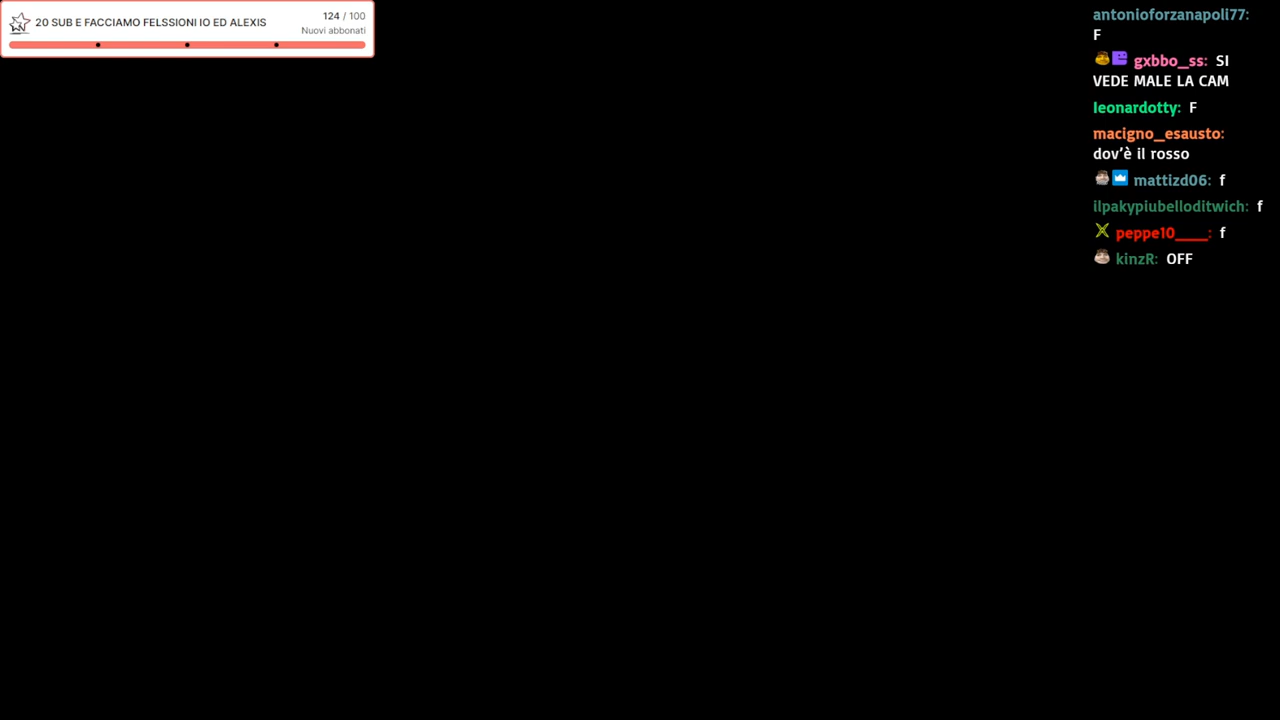 20 SUB E FACCIAMO FELSSIONI IO ED ALEXIS
124 / 100
Nuovi abbonati
antonioforzanapoli77:
F
gxbbo_ss: SI
VEDE MALE LA CAM
leonardotty: F
macigno_esausto:
dov'è il rosso
mattizd06: f
ilpakypiubelloditwich: f
peppe10____: f
kinzR: OFF